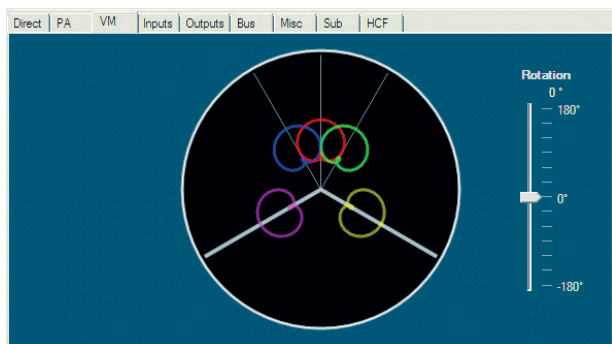 Direct PA VM Inputs Outputs Bus Misc Sub HCF
Rotation
0°
180°
0°
-180°